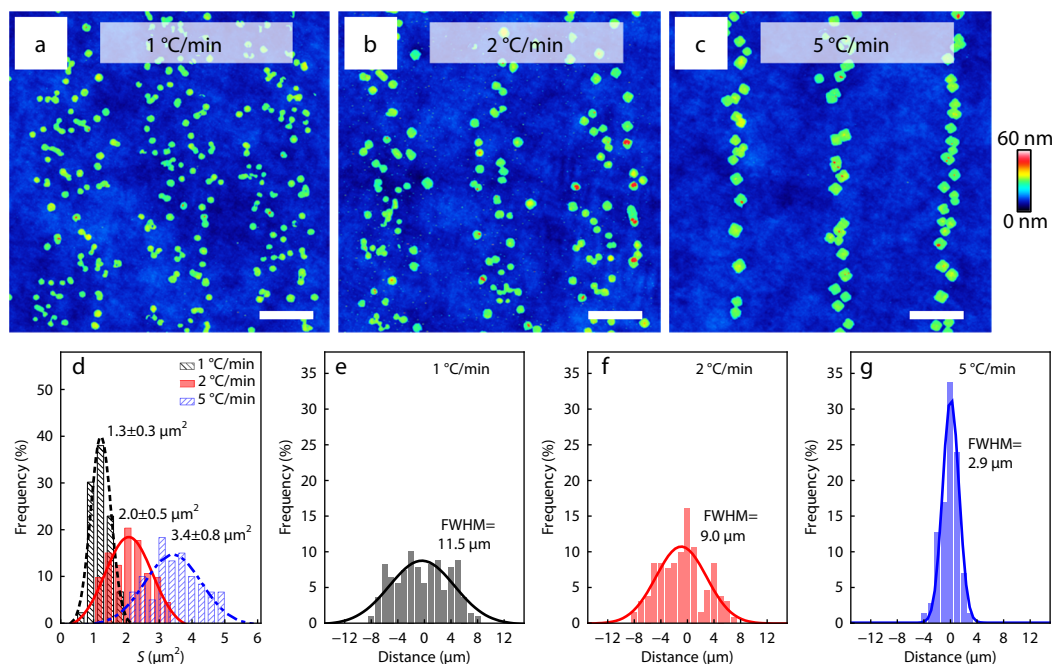 a
1 °C/min
b
2 °C/min
c
5 °C/min
60 nm
0 nm
d
1 °C/min
2 °C/min
5 °C/min
1.3±0.3 μm²
2.0±0.5 μm²
3.4±0.8 μm²
50
40
30
20
10
0
0 1 2 3 4 5 6
Frequency (%)
S (μm²)
e
1 °C/min
FWHM=
11.5 μm
35
30
25
20
15
10
5
0
−12 −8 −4 0 4 8 12
Frequency (%)
Distance (μm)
f
2 °C/min
FWHM=
9.0 μm
35
30
25
20
15
10
5
0
−12 −8 −4 0 4 8 12
Frequency (%)
Distance (μm)
g
5 °C/min
FWHM=
2.9 μm
35
30
25
20
15
10
5
0
−12 −8 −4 0 4 8 12
Frequency (%)
Distance (μm)